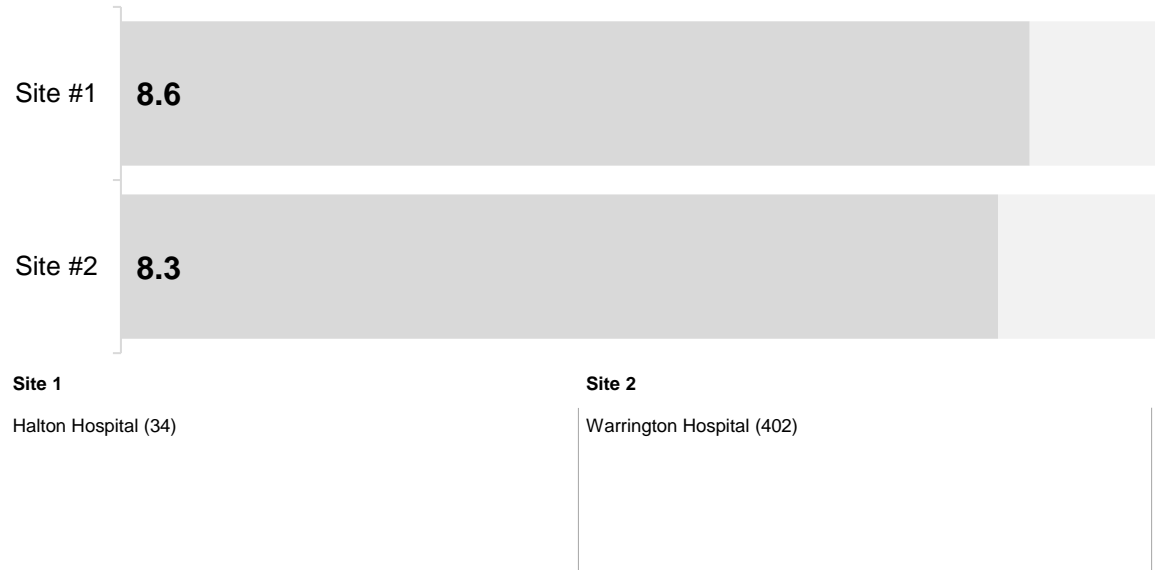 Site #1
8.6
Site #2
8.3
Site 1
Halton Hospital (34)
Site 2
Warrington Hospital (402)